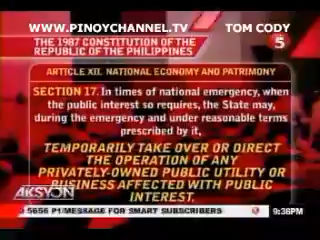 WWW.PINOYCHANNEL.TV TOM CODY
THE 1987 CONSTITUTION OF THE
REPUBLIC OF THE PHILIPPINES
5
ARTICLE XII. NATIONAL ECONOMY AND PATRIMONY
SECTION 17. In times of national emergency, when
the public interest so requires, the State may,
during the emergency and under reasonable terms
prescribed by it,
TEMPORARILY TAKE OVER OR DIRECT
THE OPERATION OF ANY
PRIVATELY-OWNED PUBLIC UTILITY OR
BUSINESS AFFECTED WITH PUBLIC
INTEREST.
AKSYON
5656 P1/MESSAGE FOR SMART SUBSCRIBERS 9:36PM